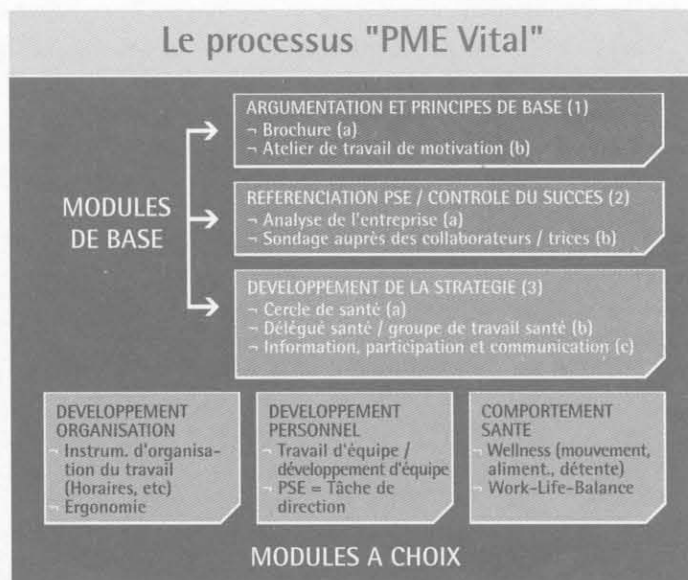 Le processus "PME Vital"
MODULES
DE BASE
ARGUMENTATION ET PRINCIPES DE BASE (1)
¬ Brochure (a)
¬ Atelier de travail de motivation (b)
REFERENCIATION PSE / CONTROLE DU SUCCES (2)
¬ Analyse de l'entreprise (a)
¬ Sondage auprès des collaborateurs / trices (b)
DEVELOPPEMENT DE LA STRATEGIE (3)
¬ Cercle de santé (a)
¬ Délégué santé / groupe de travail santé (b)
¬ Information, participation et communication (c)
DEVELOPPEMENT
ORGANISATION
¬ Instrum. d'organisa-
tion du travail
(Horaires, etc)
¬ Ergonomie
DEVELOPPEMENT
PERSONNEL
¬ Travail d'équipe /
développement d'équipe
¬ PSE = Tâche de
direction
COMPORTEMENT
SANTE
¬ Wellness (mouvement,
aliment., détente)
¬ Work-Life-Balance
MODULES A CHOIX